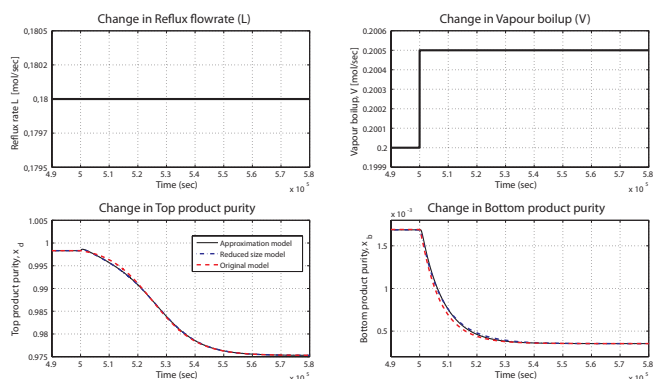 Change in Reflux flowrate (L)
0,1805
0,1802
0,18
0,1797
0,1795
Reflux rate L [mol/sec]
4.9 5 5.1 5.2 5.3 5.4 5.5 5.6 5.7 5.8
Time (sec)
x 10 5
Change in Vapour boilup (V)
0.2006
0.2005
0.2004
0.2002
0.2001
0.2
0.1999
Vapour boilup, V [mol/sec]
4.9 5 5.1 5.2 5.3 5.4 5.5 5.6 5.7 5.8
Time (sec)
x 10 5
Change in Top product purity
1.005
1
0.995
0.99
0.985
0.98
0.975
Top product purity, x d
Approximation model
Reduced size model
Original model
4.9 5 5.1 5.2 5.3 5.4 5.5 5.6 5.7 5.8
Time (sec)
x 10 5
Change in Bottom product purity
x 10 -3
1.5
1
0.5
Bottom product purity, x b
4.9 5 5.1 5.2 5.3 5.4 5.5 5.6 5.7 5.8
Time (sec)
x 10 5